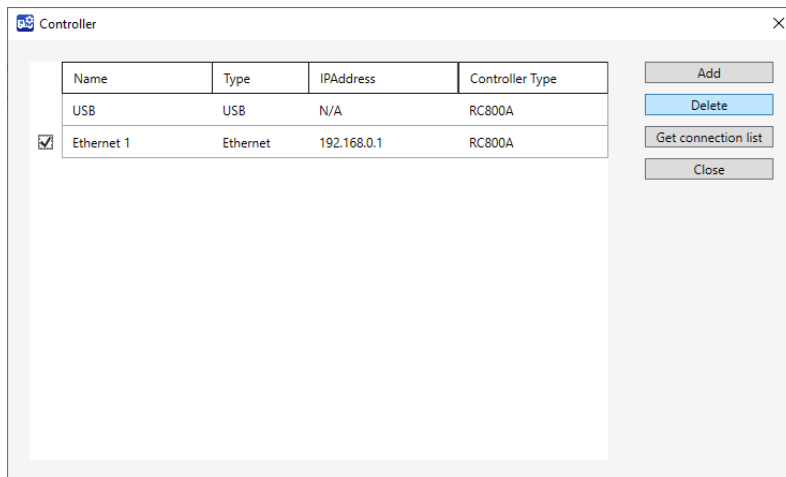 Controller
Name Type IPAddress Controller Type
USB USB N/A RC800A
Ethernet 1 Ethernet 192.168.0.1 RC800A
Add
Delete
Get connection list
Close